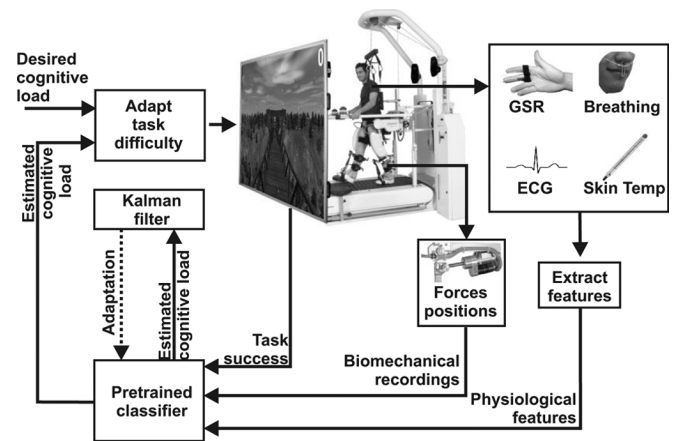 Desired
cognitive
load
Adapt
task
difficulty
0
GSR
Breathing
ECG
Skin Temp
Estimated
cognitive
load
Kalman
filter
Adaptation
Estimated
cognitive load
Task
success
Forces
positions
Extract
features
Biomechanical
recordings
Pretrained
classifier
Physiological
features